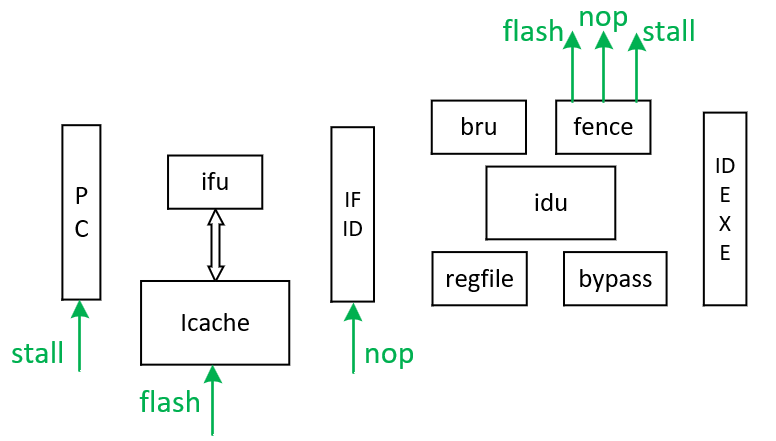 flash nop stall
bru
fence
P
C
ifu
IF
ID
idu
ID
E
X
E
regfile
bypass
Icache
stall
nop
flash